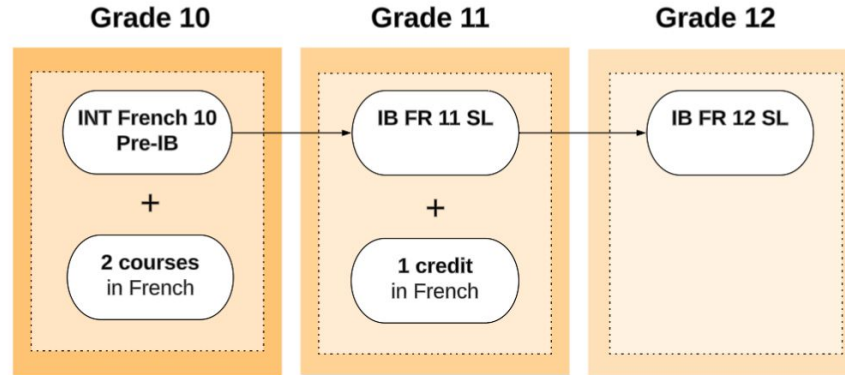 Grade 10
Grade 11
Grade 12
INT French 10
Pre-IB
IB FR 11 SL
IB FR 12 SL
+
+
2 courses
in French
1 credit
in French